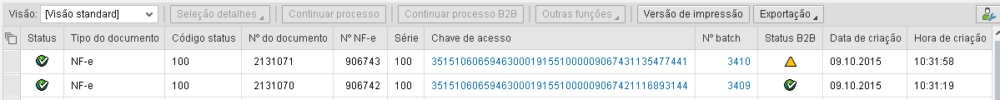 Visão: [Visão standard] Seleção detalhes Continuar processo Continuar processo B2B Outras funções Versão de impressão Exportação
Status Tipo do documento Código status Nº do documento Nº NF-e Série Chave de acesso Nº batch Status B2B Data de criação Hora de criação
NF-e 100 2131071 906743 100 35151060659463000191551000009067431135477441 3410 09.10.2015 10:31:58
NF-e 100 2131070 906742 100 35151060659463000191551000009067421116893144 3409 09.10.2015 10:31:19